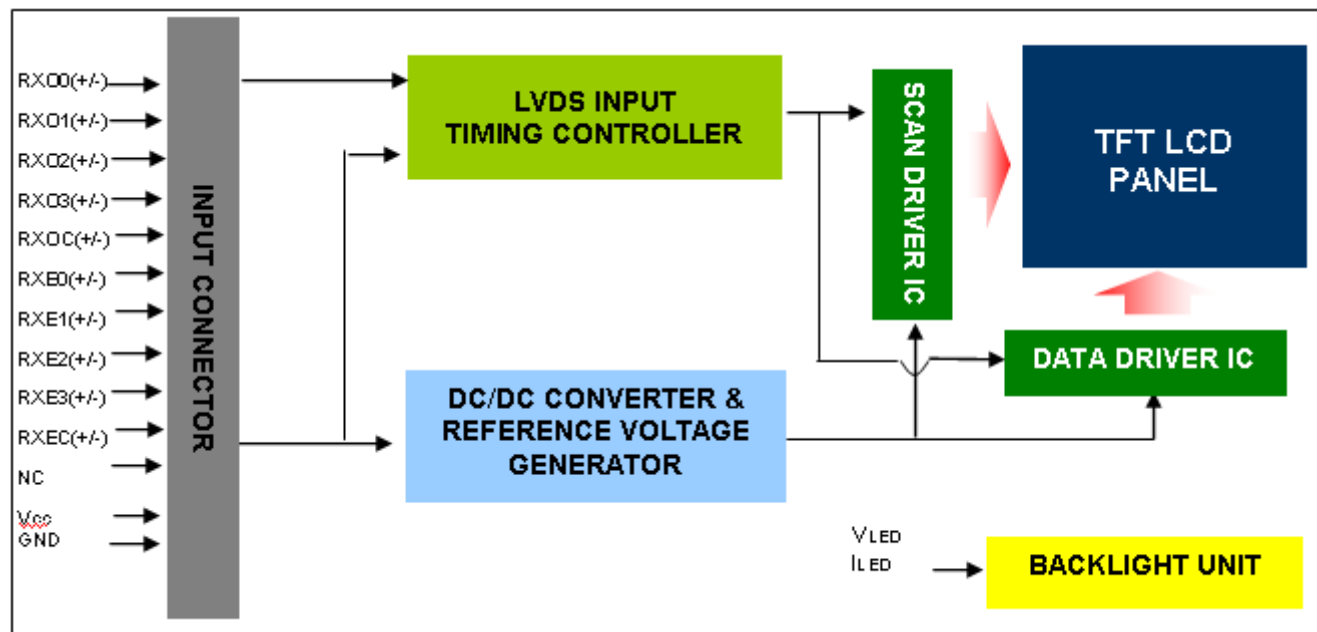 RXO0(+/-)
RXO1(+/-)
RXO2(+/-)
RXO3(+/-)
RXOC(+/-)
RXE0(+/-)
RXE1(+/-)
RXE2(+/-)
RXE3(+/-)
RXEC(+/-)
NC
Vcc
GND
INPUT CONNECTOR
LVDS INPUT
TIMING CONTROLLER
DC/DC CONVERTER &
REFERENCE VOLTAGE
GENERATOR
SCAN DRIVER IC
TFT LCD
PANEL
DATA DRIVER IC
VLED
ILED
BACKLIGHT UNIT